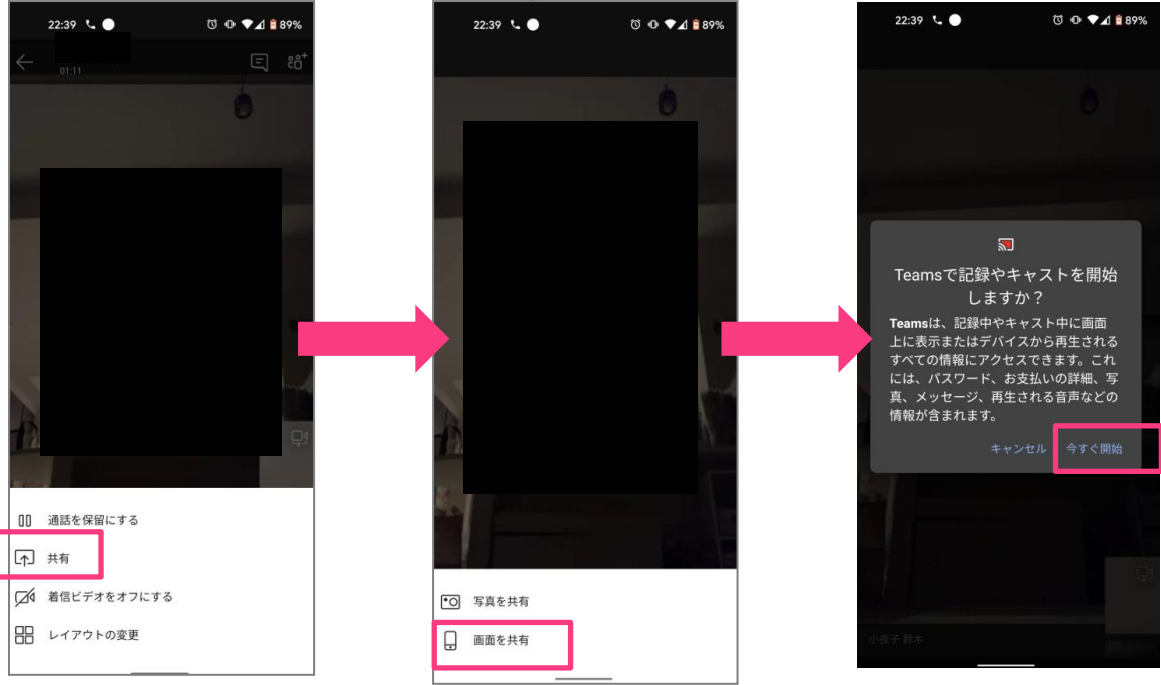 22:39 89%
01:11
通話を保留にする
共有
着信ビデオをオフにする
レイアウトの変更
22:39 89%
写真を共有
画面を共有
22:39 89%
Teamsで記録やキャストを開始
しますか？
Teamsは、記録中やキャスト中に画面
上に表示またはデバイスから再生される
すべての情報にアクセスできます。これ
には、パスワード、お支払いの詳細、写
真、メッセージ、再生される音声などの
情報が含まれます。
キャンセル 今すぐ開始
小夜子 鈴木